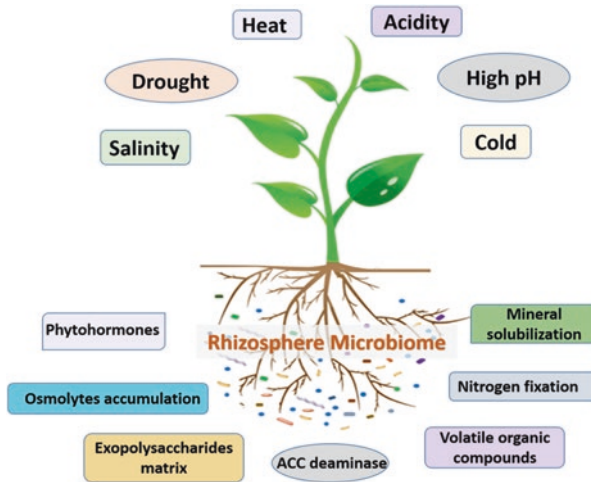 Heat
Acidity
Drought
High pH
Salinity
Cold
Phytohormones
Rhizosphere Microbiome
Mineral
solubilization
Osmolytes accumulation
Nitrogen fixation
Exopolysaccharides
matrix
ACC deaminase
Volatile organic
compounds